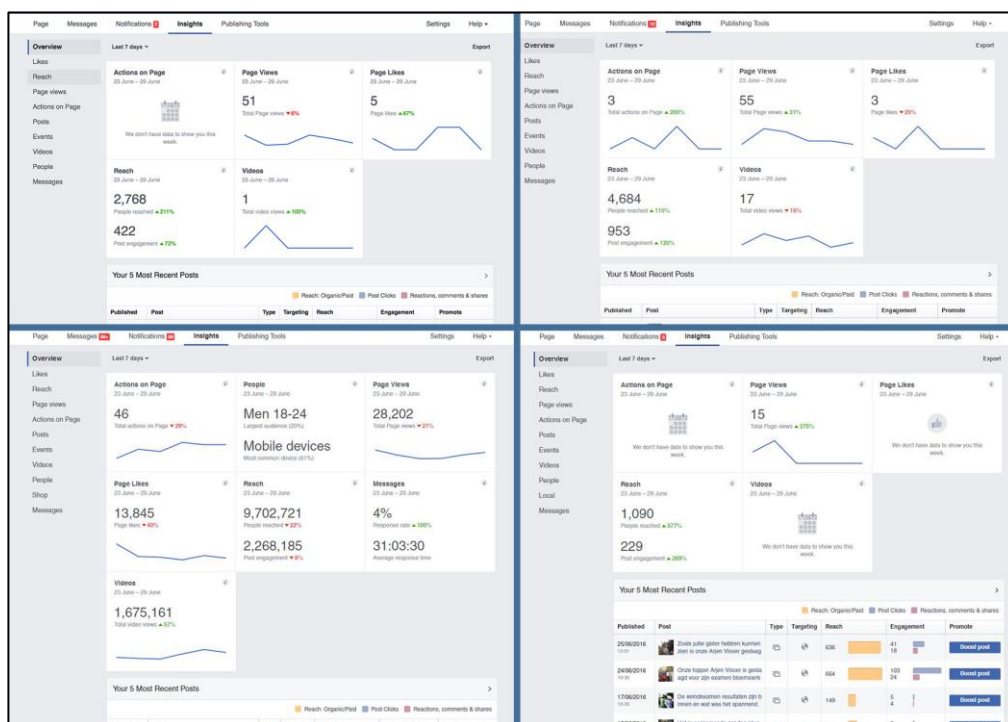 Page Messages Notifications Insights Publishing Tools Settings Help
Overview Last 7 days Export
Likes
Reach
Page views
Actions on Page
Posts
Events
Videos
People
Messages
Actions on Page
23 June – 29 June
We don't have data to show you this
week.
Page Views
23 June – 29 June
51
Total Page views
Page Likes
23 June – 29 June
5
Page likes 67%
Reach
23 June – 29 June
2,768
People reached 211%
422
Post engagement 72%
Videos
23 June – 29 June
1
Total video views 100%
Your 5 Most Recent Posts
Reach: Organic/Paid Post Clicks Reactions, comments & shares
Published Post Type Targeting Reach Engagement Promote
Page Messages Notifications Insights Publishing Tools Settings Help
Overview Last 7 days Export
Likes
Reach
Page views
Actions on Page
Posts
Events
Videos
People
Messages
Actions on Page
23 June – 29 June
3
Total actions on Page 200%
Page Views
23 June – 29 June
55
Total Page views 31%
Page Likes
23 June – 29 June
3
Page likes 25%
Reach
23 June – 29 June
4,684
People reached 115%
953
Post engagement 125%
Videos
23 June – 29 June
17
Total video views 15%
Your 5 Most Recent Posts
Reach: Organic/Paid Post Clicks Reactions, comments & shares
Published Post Type Targeting Reach Engagement Promote
Page Messages 99+ Notifications Insights Publishing Tools Settings Help
Overview Last 7 days Export
Likes
Reach
Page views
Actions on Page
Posts
Events
Videos
People
Shop
Messages
Actions on Page
23 June – 29 June
46
Total actions on Page 29%
People
23 June – 29 June
Men 18-24
Largest audience (20%)
Mobile devices
Most common device (61%)
Page Views
23 June – 29 June
28,202
Total Page views 21%
Page Likes
23 June – 29 June
13,845
Page likes 40%
Reach
23 June – 29 June
9,702,721
People reached 22%
2,268,185
Post engagement
Messages
23 June – 29 June
4%
Response rate 100%
31:03:30
Average response time
Videos
23 June – 29 June
1,675,161
Total video views 57%
Your 5 Most Recent Posts
Reach: Organic/Paid Post Clicks Reactions, comments & shares
Page Messages Notifications Insights Publishing Tools Settings Help
Overview Last 7 days Export
Likes
Reach
Page views
Actions on Page
Posts
Events
Videos
People
Local
Messages
Actions on Page
23 June – 29 June
We don't have data to show you this
week.
Page Views
23 June – 29 June
15
Total Page views 275%
Page Likes
23 June – 29 June
We don't have data to show you this
week.
Reach
23 June – 29 June
1,090
People reached 577%
229
Post engagement 269%
Videos
23 June – 29 June
We don't have data to show you this
week.
Your 5 Most Recent Posts
Reach: Organic/Paid Post Clicks Reactions, comments & shares
Published Post Type Targeting Reach Engagement Promote
25/06/2016 Zoals jullie gister hebben kunnen 636 41 Boost post
zien is onze Arjen Visser geslaag 18
24/06/2016 Onze topper Arjen Visser is gesla 664 103 Boost post
agd voor zijn examen bloemwerk 24
17/06/2016 De eindexamen resultaten zijn b 149 5 Boost post
innen en wat was het spannend. 4